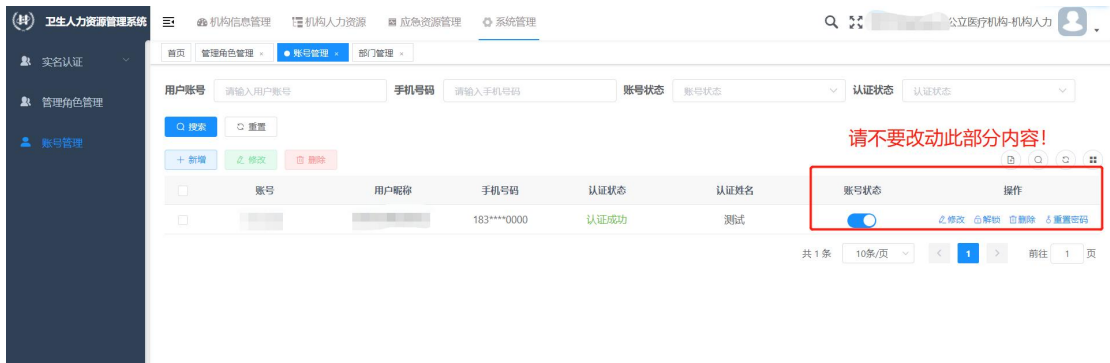 卫生人力资源管理系统
机构信息管理 机构人力资源 应急资源管理 系统管理
公立医疗机构-机构人力
实名认证
管理角色管理
账号管理
首页 管理角色管理 × 账号管理 × 部门管理 ×
用户账号 请输入用户账号 手机号码 请输入手机号码 账号状态 账号状态 认证状态 认证状态
搜索 重置
请不要改动此部分内容！
+ 新增 修改 删除
账号 用户昵称 手机号码 认证状态 认证姓名 账号状态 操作
183****0000 认证成功 测试 修改 解锁 删除 重置密码
共 1 条 10条/页 < 1 > 前往 1 页